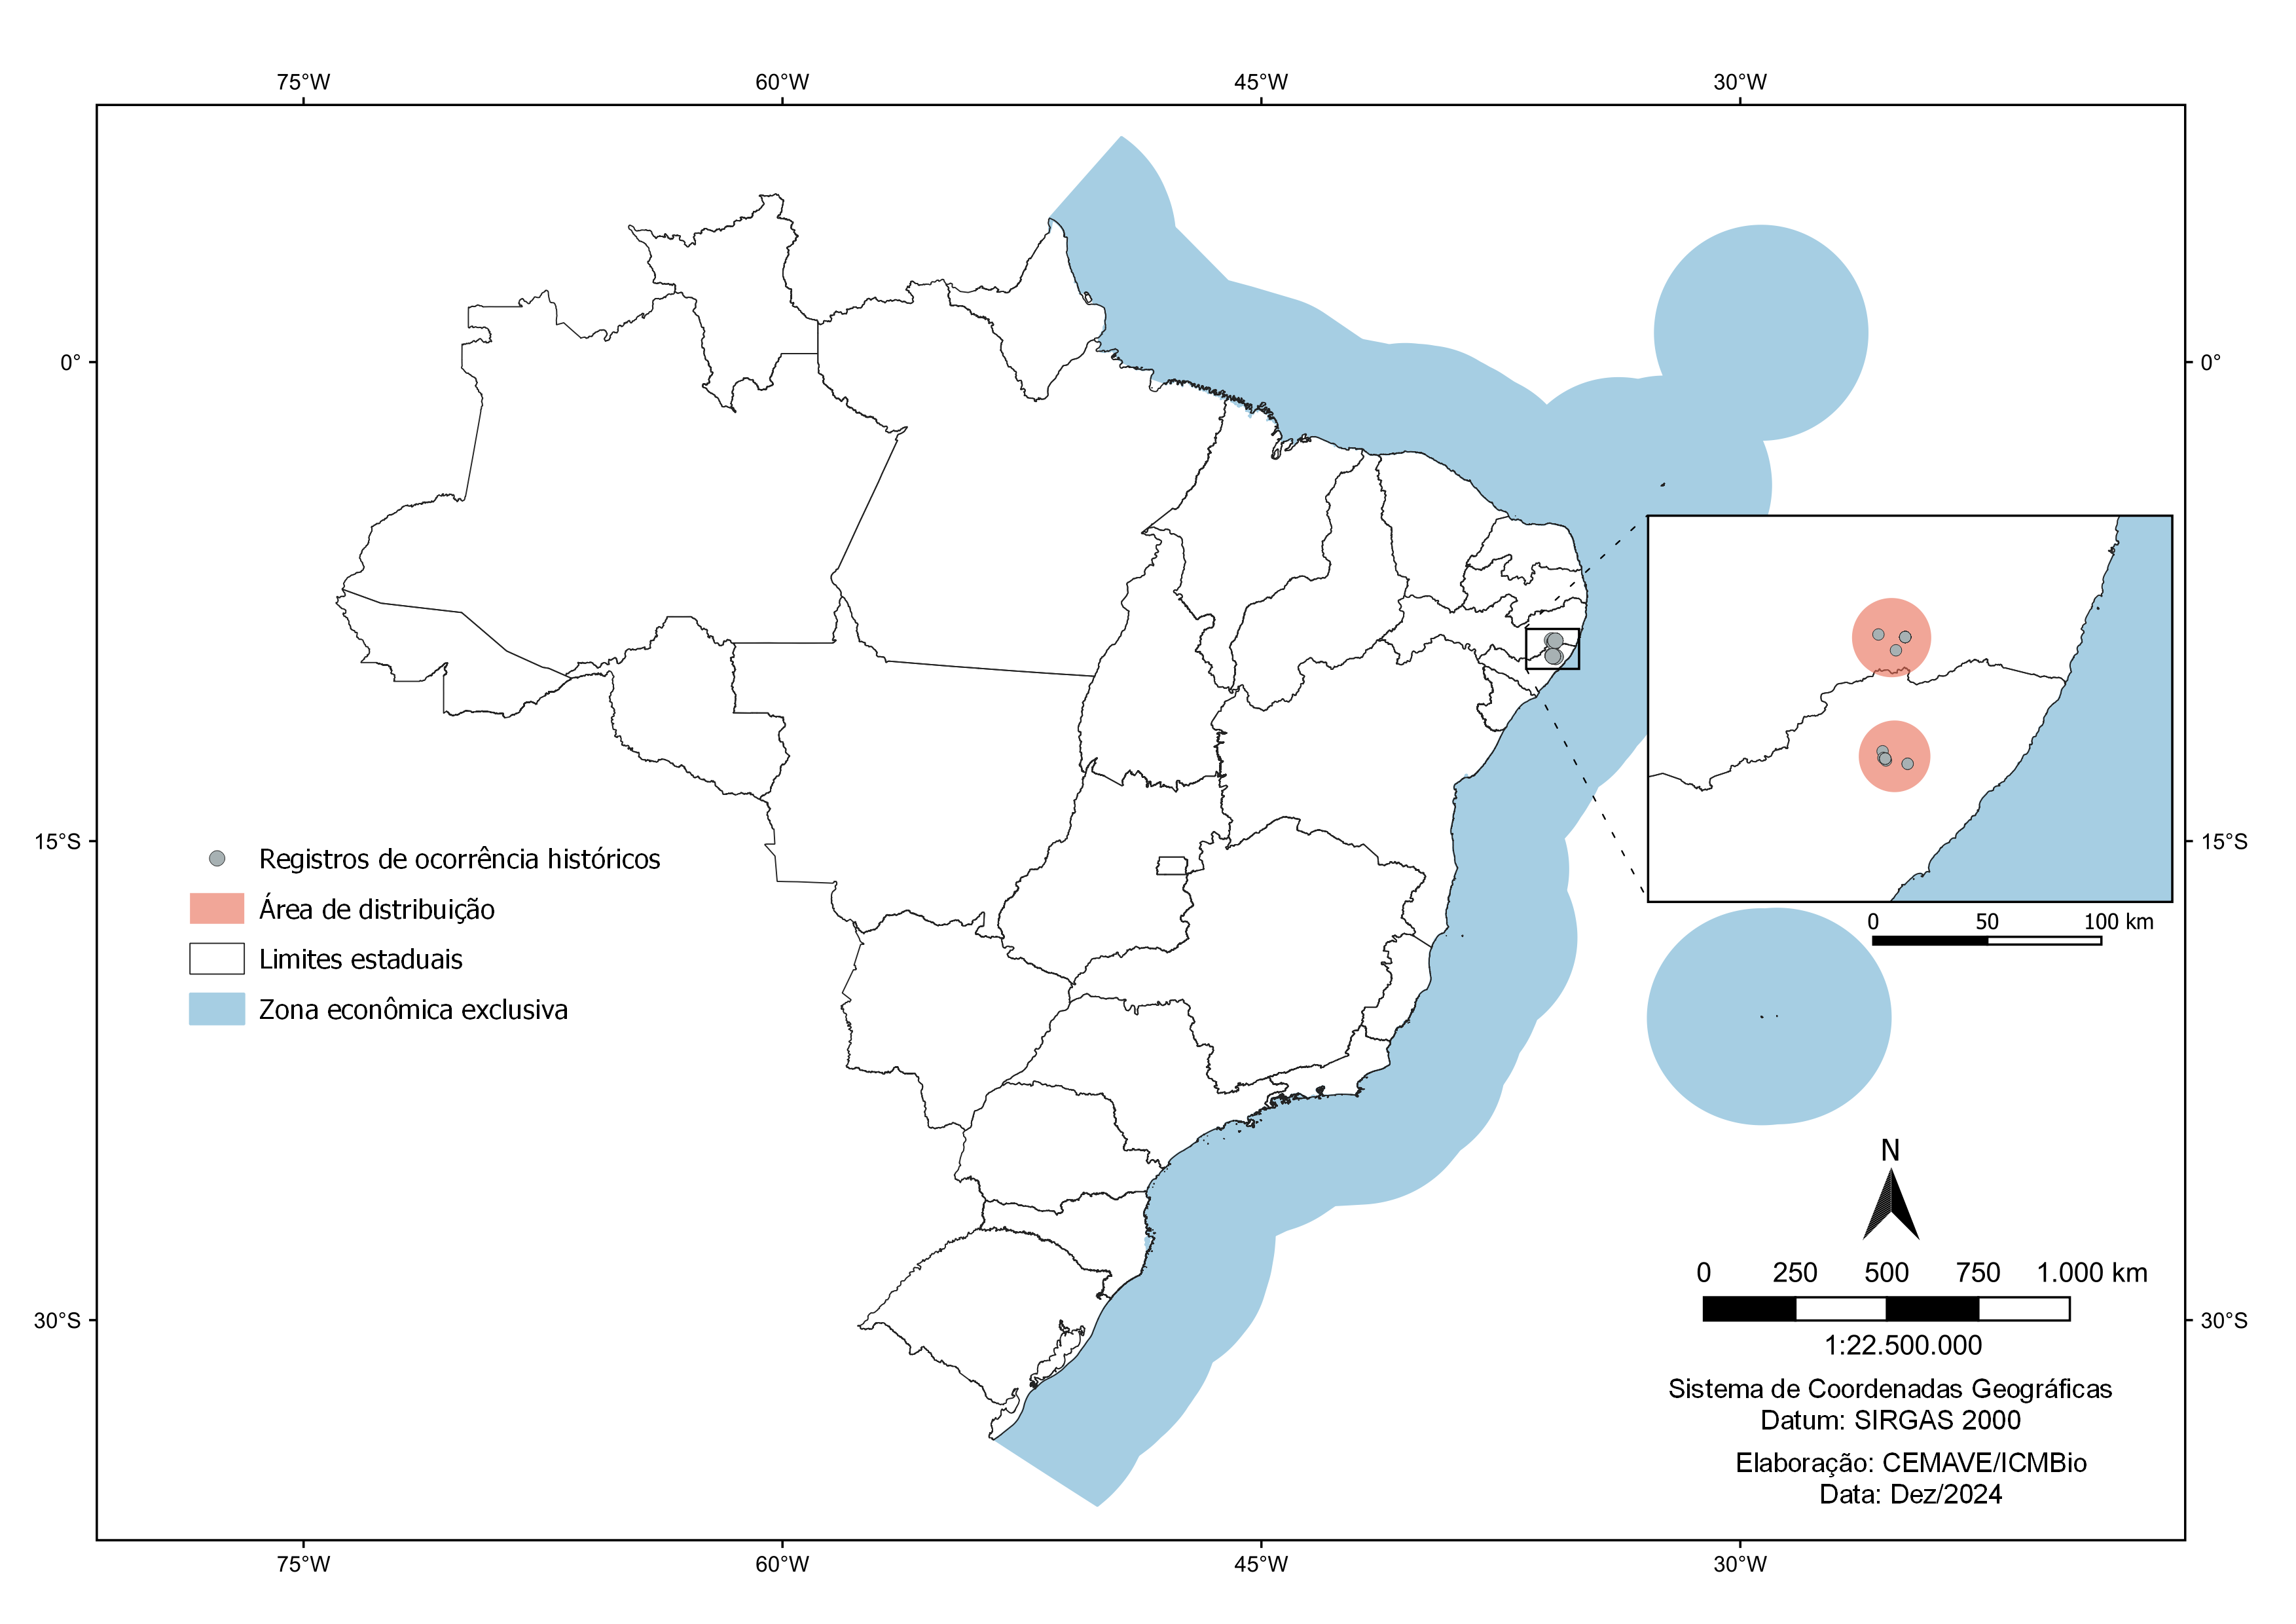 75°W 60°W 45°W 30°W
0° 0°
15°S 15°S
Registros de ocorrência históricos
Área de distribuição
Limites estaduais
Zona econômica exclusiva
0 50 100 km
N
0 250 500 750 1.000 km
30°S 30°S
1:22.500.000
Sistema de Coordenadas Geográficas
Datum: SIRGAS 2000
Elaboração: CEMAVE/ICMBio
Data: Dez/2024
75°W 60°W 45°W 30°W